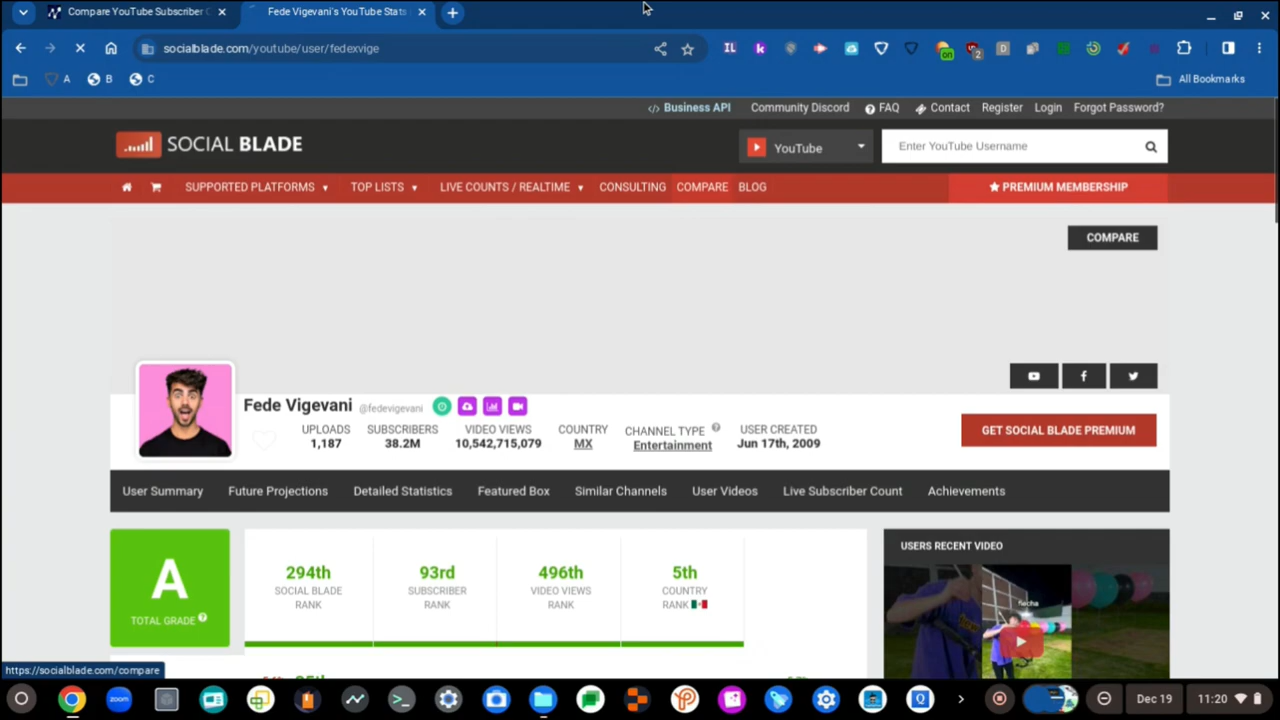 Compare YouTube Subscriber C
Fede Vigevani's YouTube Stats
socialblade.com/youtube/user/fedexvige
A
B
C
All Bookmarks
Business API
Community Discord
FAQ
Contact
Register
Login
Forgot Password?
SOCIAL BLADE
YouTube
Enter YouTube Username
SUPPORTED PLATFORMS
TOP LISTS
LIVE COUNTS / REALTIME
CONSULTING
COMPARE
BLOG
PREMIUM MEMBERSHIP
COMPARE
Fede Vigevani @fedevigevani
UPLOADS
1,187
SUBSCRIBERS
38.2M
VIDEO VIEWS
10,542,715,079
COUNTRY
MX
CHANNEL TYPE
Entertainment
USER CREATED
Jun 17th, 2009
GET SOCIAL BLADE PREMIUM
User Summary
Future Projections
Detailed Statistics
Featured Box
Similar Channels
User Videos
Live Subscriber Count
Achievements
A
TOTAL GRADE
294th
SOCIAL BLADE
RANK
93rd
SUBSCRIBER
RANK
496th
VIDEO VIEWS
RANK
5th
COUNTRY
RANK
USERS RECENT VIDEO
flecha
https://socialblade.com/compare
Dec 19
11:20